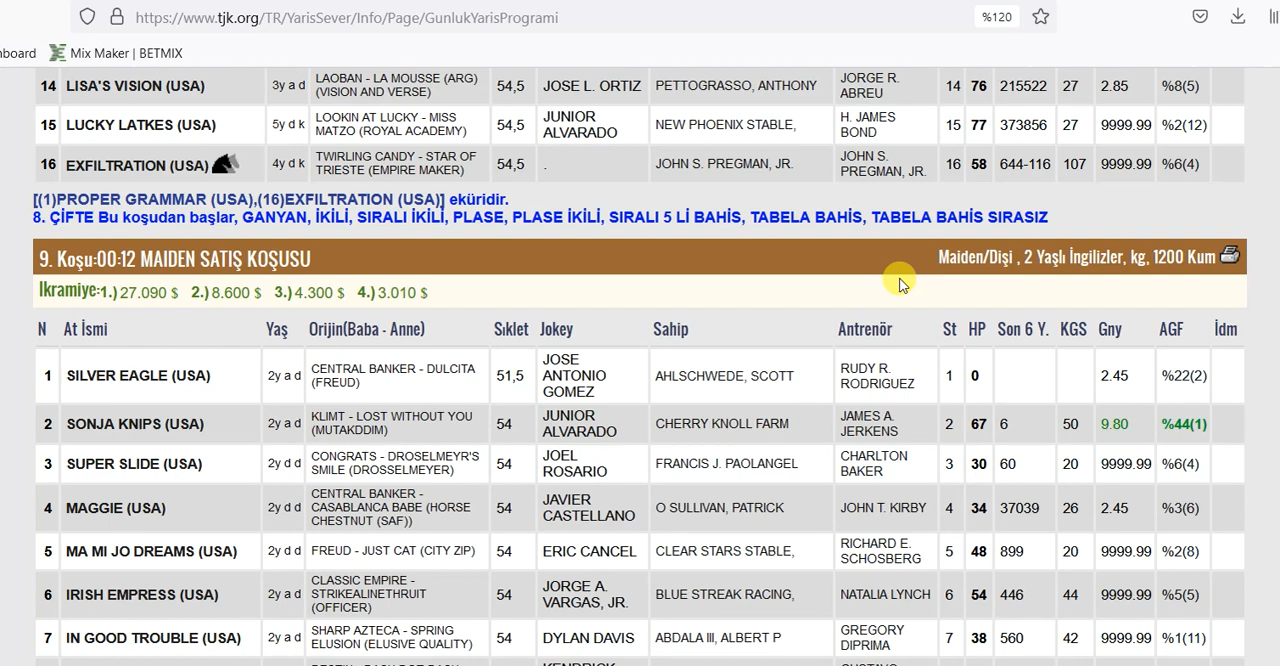 https://www.tjk.org/TR/YarisSever/Info/Page/GunlukYarisProgrami %120
board Mix Maker | BETMIX
14 LISA'S VISION (USA) 3y a d LAOBAN - LA MOUSSE (ARG) (VISION AND VERSE) 54,5 JOSE L. ORTIZ PETTOGRASSO, ANTHONY JORGE R. ABREU 14 76 215522 27 2.85 %8(5)
15 LUCKY LATKES (USA) 5y d k LOOKIN AT LUCKY - MISS MATZO (ROYAL ACADEMY) 54,5 JUNIOR ALVARADO NEW PHOENIX STABLE, H. JAMES BOND 15 77 373856 27 9999.99 %2(12)
16 EXFILTRATION (USA) 4y d k TWIRLING CANDY - STAR OF TRIESTE (EMPIRE MAKER) 54,5 . JOHN S. PREGMAN, JR. JOHN S. PREGMAN, JR. 16 58 644-116 107 9999.99 %6(4)
[(1)PROPER GRAMMAR (USA),(16)EXFILTRATION (USA)] eküridir.
8. ÇİFTE Bu koşudan başlar, GANYAN, İKİLİ, SIRALI İKİLİ, PLASE, PLASE İKİLİ, SIRALI 5 Lİ BAHİS, TABELA BAHİS, TABELA BAHİS SIRASIZ
9. Koşu:00:12 MAIDEN SATIŞ KOŞUSU Maiden/Dişi , 2 Yaşlı İngilizler, kg, 1200 Kum
Ikramiye:1.) 27.090 $ 2.) 8.600 $ 3.) 4.300 $ 4.) 3.010 $
N At İsmi Yaş Orijin(Baba - Anne) Sıklet Jokey Sahip Antrenör St HP Son 6 Y. KGS Gny AGF İdm
1 SILVER EAGLE (USA) 2y a d CENTRAL BANKER - DULCITA (FREUD) 51,5 JOSE ANTONIO GOMEZ AHLSCHWEDE, SCOTT RUDY R. RODRIGUEZ 1 0 2.45 %22(2)
2 SONJA KNIPS (USA) 2y a d KLIMT - LOST WITHOUT YOU (MUTAKDDIM) 54 JUNIOR ALVARADO CHERRY KNOLL FARM JAMES A. JERKENS 2 67 6 50 9.80 %44(1)
3 SUPER SLIDE (USA) 2y d d CONGRATS - DROSELMEYR'S SMILE (DROSSELMEYER) 54 JOEL ROSARIO FRANCIS J. PAOLANGEL CHARLTON BAKER 3 30 60 20 9999.99 %6(4)
4 MAGGIE (USA) 2y d d CENTRAL BANKER - CASABLANCA BABE (HORSE CHESTNUT (SAF)) 54 JAVIER CASTELLANO O SULLIVAN, PATRICK JOHN T. KIRBY 4 34 37039 26 2.45 %3(6)
5 MA MI JO DREAMS (USA) 2y d d FREUD - JUST CAT (CITY ZIP) 54 ERIC CANCEL CLEAR STARS STABLE, RICHARD E. SCHOSBERG 5 48 899 20 9999.99 %2(8)
6 IRISH EMPRESS (USA) 2y a d CLASSIC EMPIRE - STRIKEALINETHRUIT (OFFICER) 54 JORGE A. VARGAS, JR. BLUE STREAK RACING, NATALIA LYNCH 6 54 446 44 9999.99 %5(5)
7 IN GOOD TROUBLE (USA) 2y a d SHARP AZTECA - SPRING ELUSION (ELUSIVE QUALITY) 54 DYLAN DAVIS ABDALA III, ALBERT P GREGORY DIPRIMA 7 38 560 42 9999.99 %1(11)